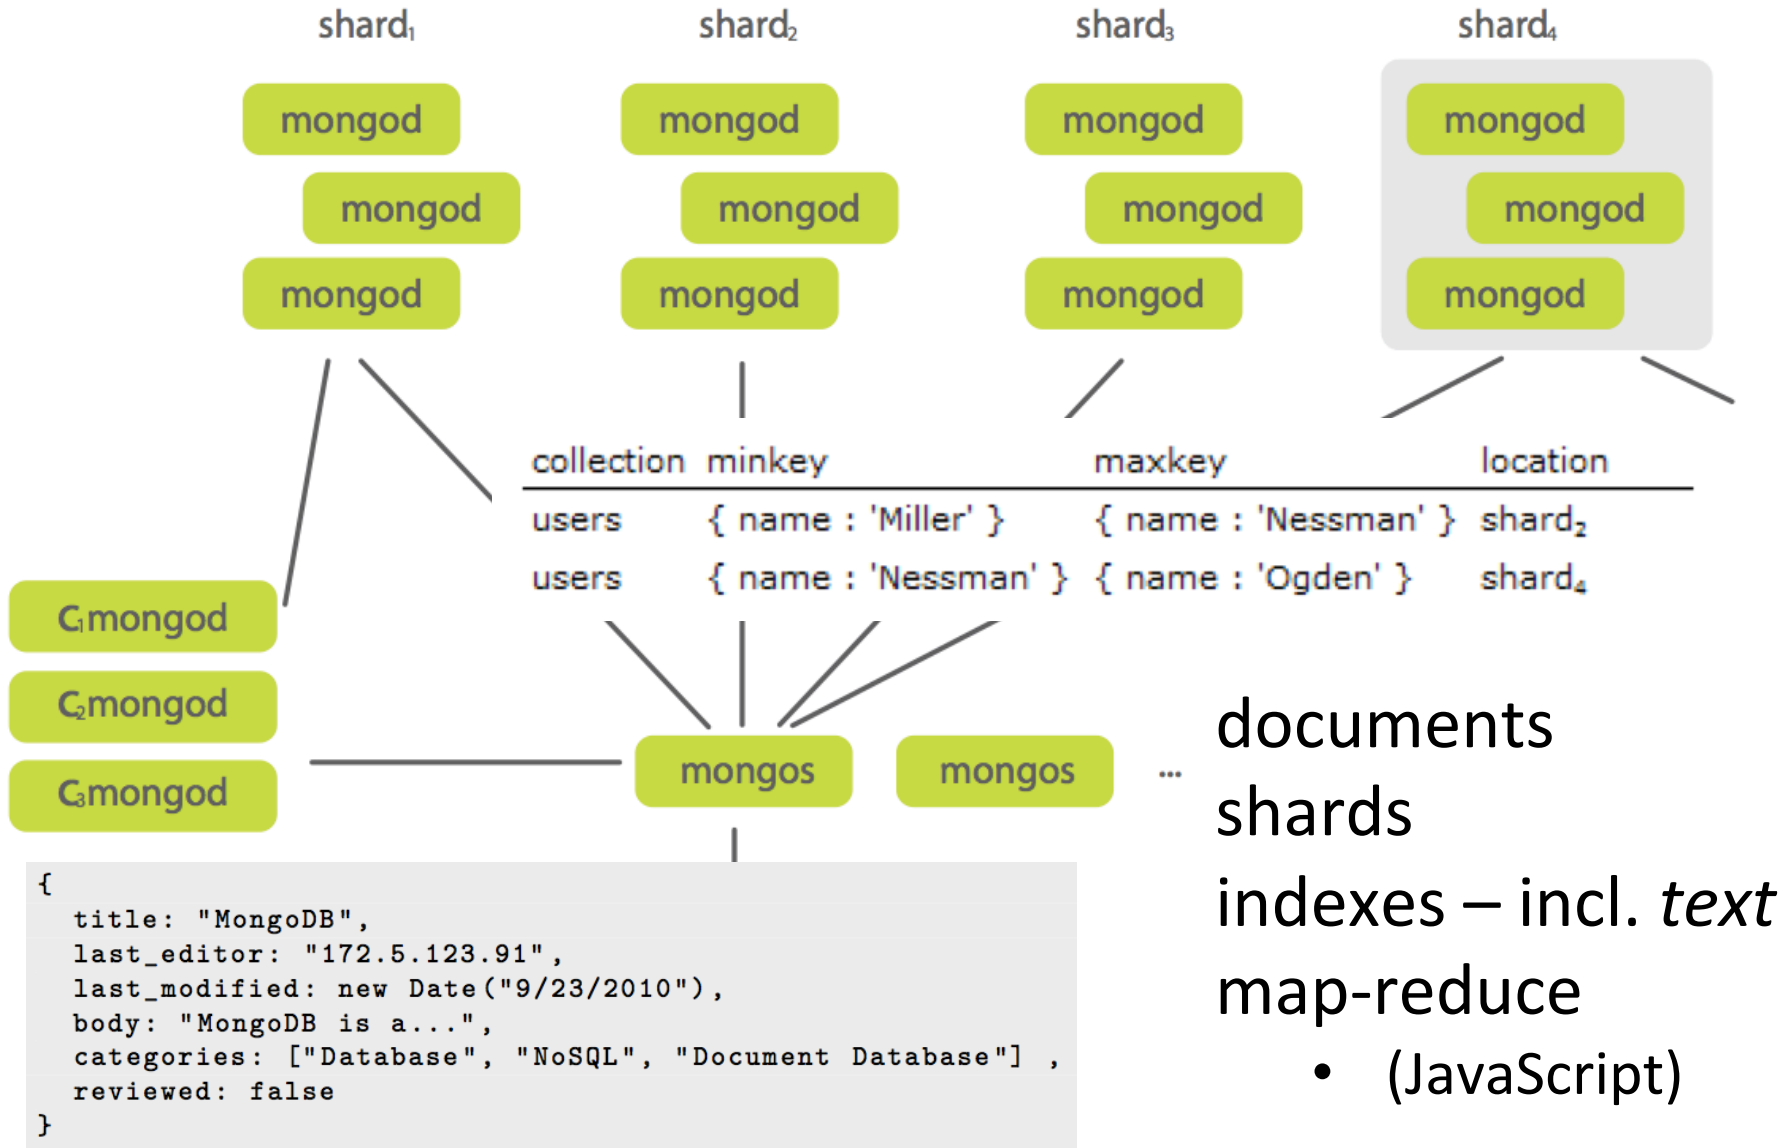 shard₁ shard₂ shard₃ shard₄
mongod mongod mongod mongod
mongod mongod mongod mongod
mongod mongod mongod mongod
collection minkey maxkey location
users { name : 'Miller' } { name : 'Nessman' } shard₂
users { name : 'Nessman' } { name : 'Ogden' } shard₄
C₁mongod
C₂mongod
C₃mongod
mongos mongos ...
{
title: "MongoDB",
last_editor: "172.5.123.91",
last_modified: new Date("9/23/2010"),
body: "MongoDB is a...",
categories: ["Database", "NoSQL", "Document Database"] ,
reviewed: false
}
documents
shards
indexes – incl. text
map-reduce
• (JavaScript)